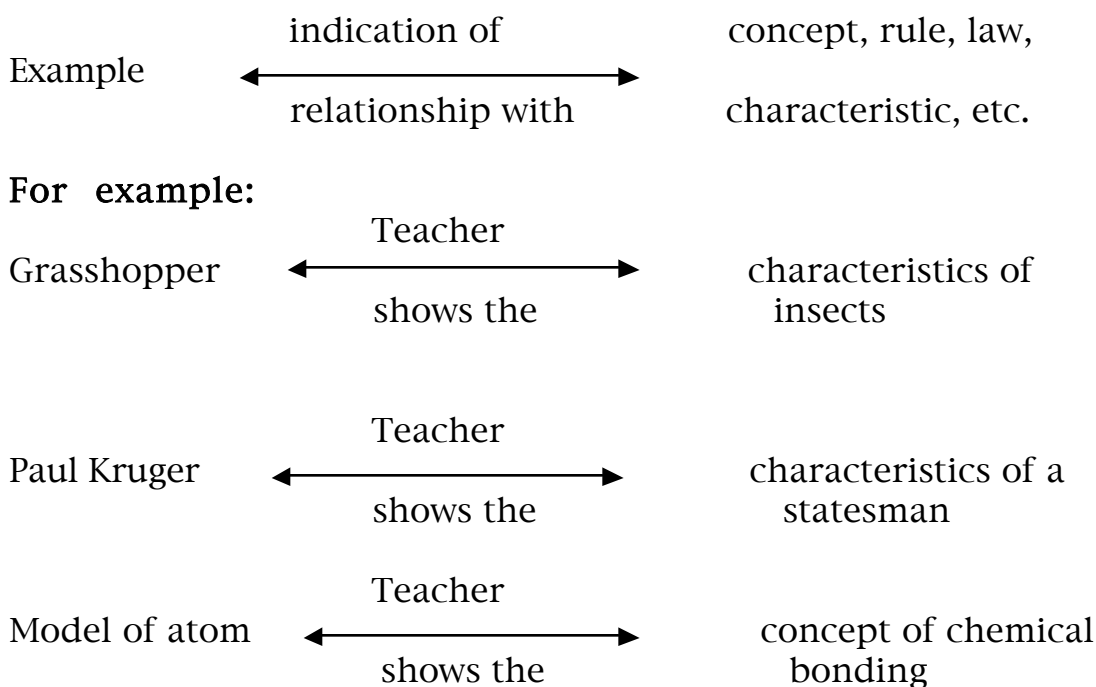 indication of concept, rule, law,
Example
relationship with characteristic, etc.
For example:
Teacher
Grasshopper characteristics of
shows the insects
Teacher
Paul Kruger characteristics of a
shows the statesman
Teacher
Model of atom concept of chemical
shows the bonding